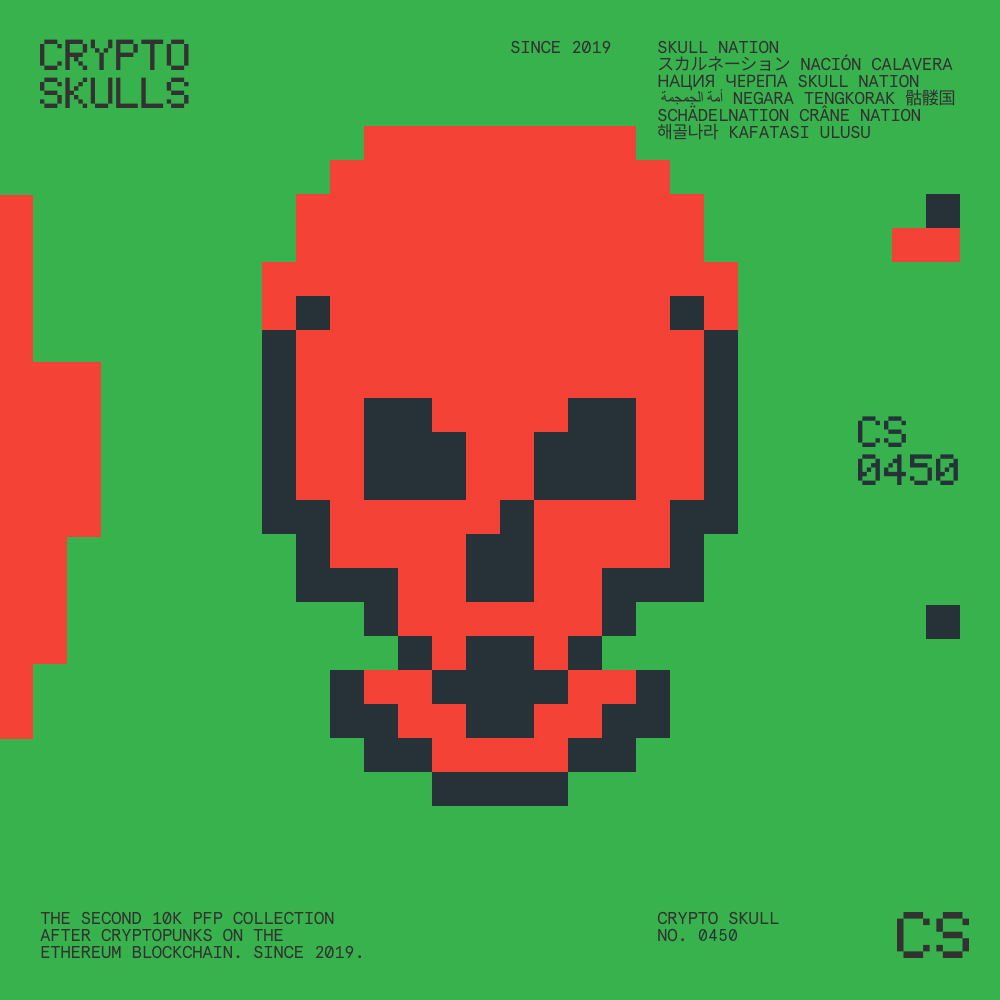 CRYPTO
SKULLS
SINCE 2019
SKULL NATION
スカルネーション NACIÓN CALAVERA
НАЦИЯ ЧЕРЕПА SKULL NATION
أمة الجمجمة NEGARA TENGKORAK 骷髅国
SCHÄDELNATION CRÂNE NATION
해골나라 KAFATASI ULUSU
CS
0450
THE SECOND 10K PFP COLLECTION
AFTER CRYPTOPUNKS ON THE
ETHEREUM BLOCKCHAIN. SINCE 2019.
CRYPTO SKULL
NO. 0450
CS